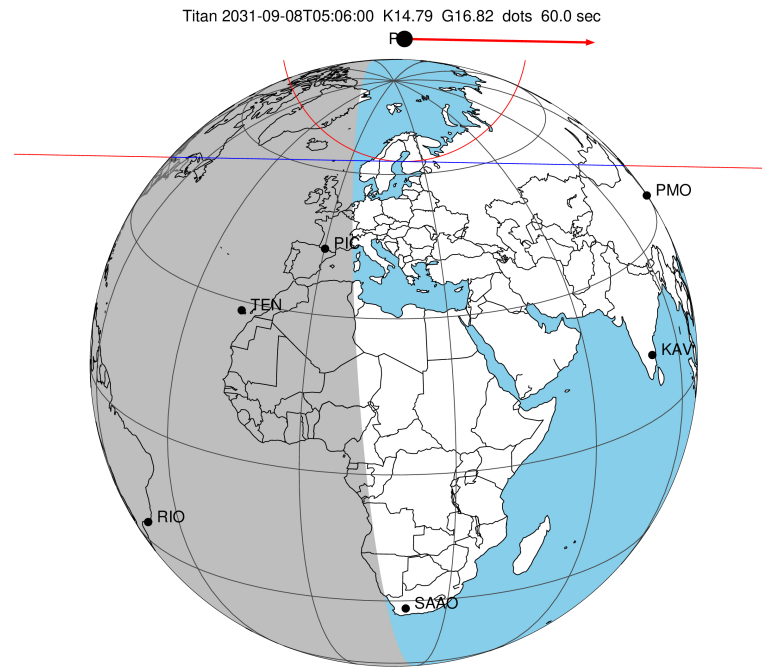 Titan 2031-09-08T05:06:00 K14.79 G16.82 dots 60.0 sec
P
PMO
PIC
TEN
KAV
RIO
SAAO